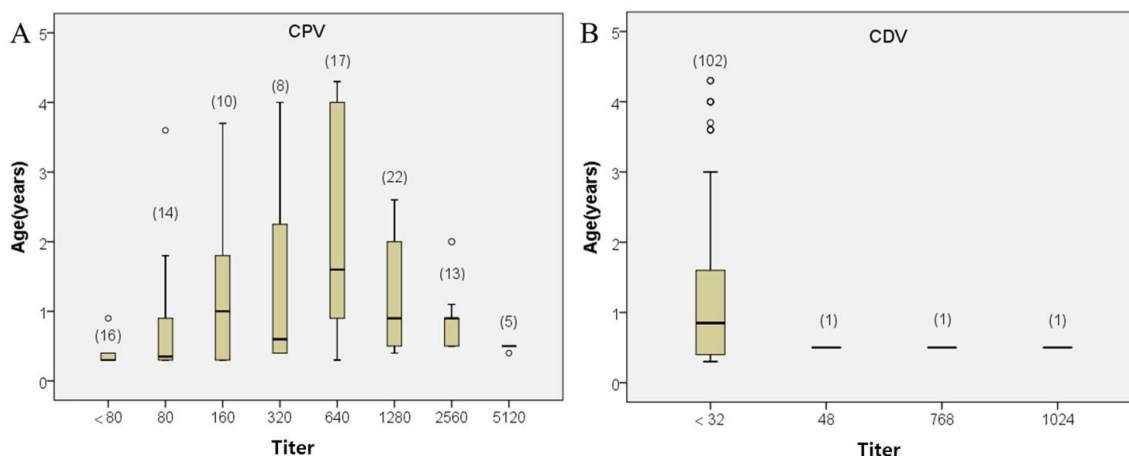 A
CPV
5
4
3
2
1
0
Age(years)
(16)
(14)
(10)
(8)
(17)
(22)
(13)
(5)
<80 80 160 320 640 1280 2560 5120
Titer
B
CDV
5
4
3
2
1
0
Age(years)
(102)
(1)
(1)
(1)
<32 48 768 1024
Titer